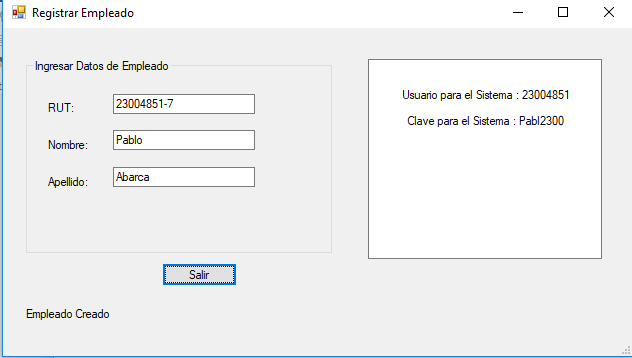 Registrar Empleado
Ingresar Datos de Empleado
RUT: 23004851-7
Nombre: Pablo
Apellido: Abarca
Usuario para el Sistema : 23004851
Clave para el Sistema : Pabl2300
Salir
Empleado Creado